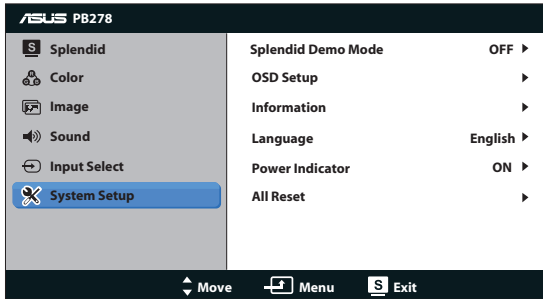 ASUS PB278
S Splendid
Color
Image
Sound
Input Select
System Setup
Splendid Demo Mode OFF
OSD Setup
Information
Language English
Power Indicator ON
All Reset
Move Menu S Exit